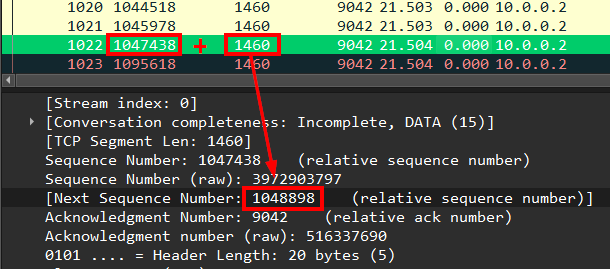 1020 1044518 1460 9042 21.503 0.000 10.0.0.2
1021 1045978 1460 9042 21.503 0.000 10.0.0.2
1022 1047438 + 1460 9042 21.504 0.000 10.0.0.2
1023 1095618 1460 9042 21.504 0.000 10.0.0.2
[Stream index: 0]
[Conversation completeness: Incomplete, DATA (15)]
[TCP Segment Len: 1460]
Sequence Number: 1047438 (relative sequence number)
Sequence Number (raw): 3972903797
[Next Sequence Number: 1048898 (relative sequence number)]
Acknowledgment Number: 9042 (relative ack number)
Acknowledgment number (raw): 516337690
0101 .... = Header Length: 20 bytes (5)